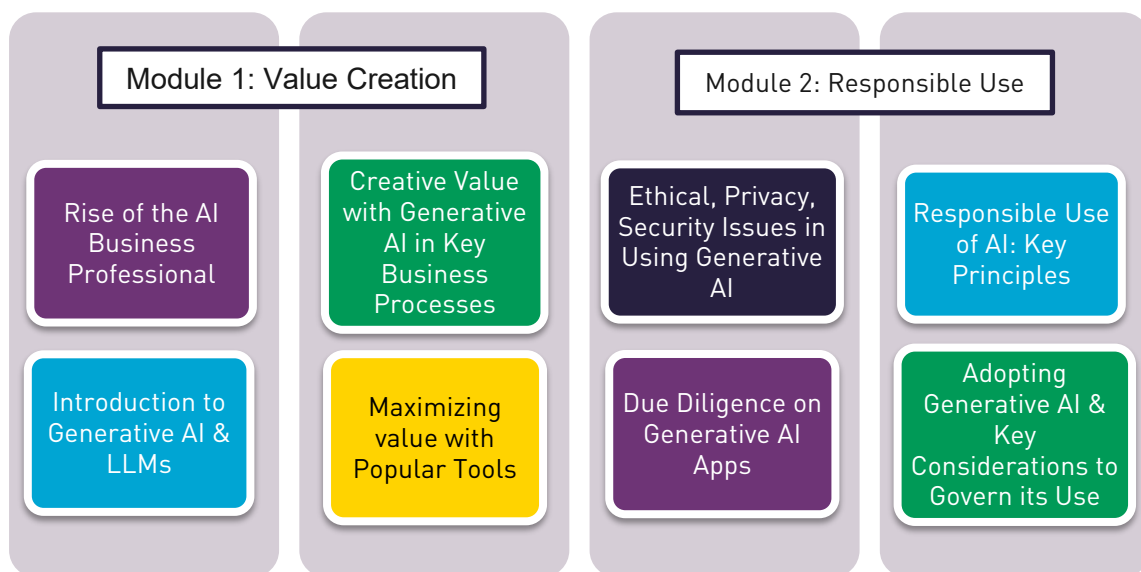 Module 1: Value Creation
Module 2: Responsible Use
Rise of the AI
Business
Professional
Creative Value
with Generative
AI in Key
Business
Processes
Ethical, Privacy,
Security Issues in
Using Generative
AI
Responsible Use
of AI: Key
Principles
Introduction to
Generative AI &
LLMs
Maximizing
value with
Popular Tools
Due Diligence on
Generative AI
Apps
Adopting
Generative AI &
Key
Considerations to
Govern its Use